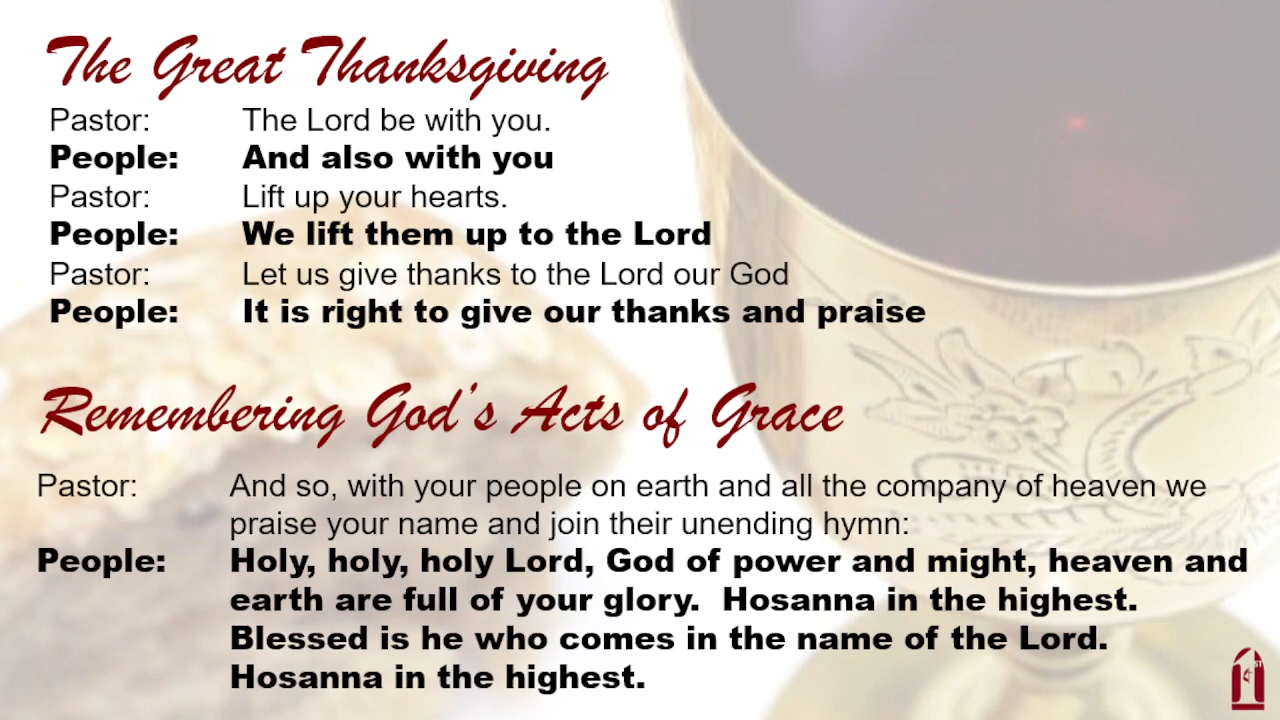 The Great Thanksgiving
Pastor: The Lord be with you.
People: And also with you
Pastor: Lift up your hearts.
People: We lift them up to the Lord
Pastor: Let us give thanks to the Lord our God
People: It is right to give our thanks and praise
Remembering God's Acts of Grace
Pastor: And so, with your people on earth and all the company of heaven we
praise your name and join their unending hymn:
People: Holy, holy, holy Lord, God of power and might, heaven and
earth are full of your glory.  Hosanna in the highest.
Blessed is he who comes in the name of the Lord.
Hosanna in the highest.
1ST